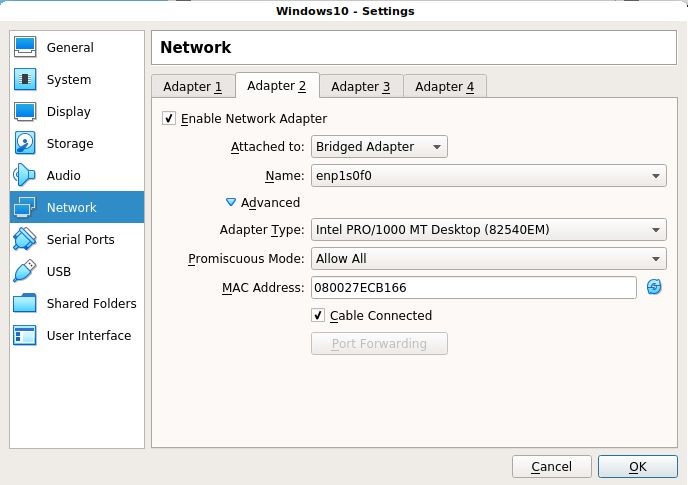 Windows10 - Settings
General
System
Display
Storage
Audio
Network
Serial Ports
USB
Shared Folders
User Interface
Network
Adapter 1 Adapter 2 Adapter 3 Adapter 4
Enable Network Adapter
Attached to: Bridged Adapter
Name: enp1s0f0
Advanced
Adapter Type: Intel PRO/1000 MT Desktop (82540EM)
Promiscuous Mode: Allow All
MAC Address: 080027ECB166
Cable Connected
Port Forwarding
Cancel OK